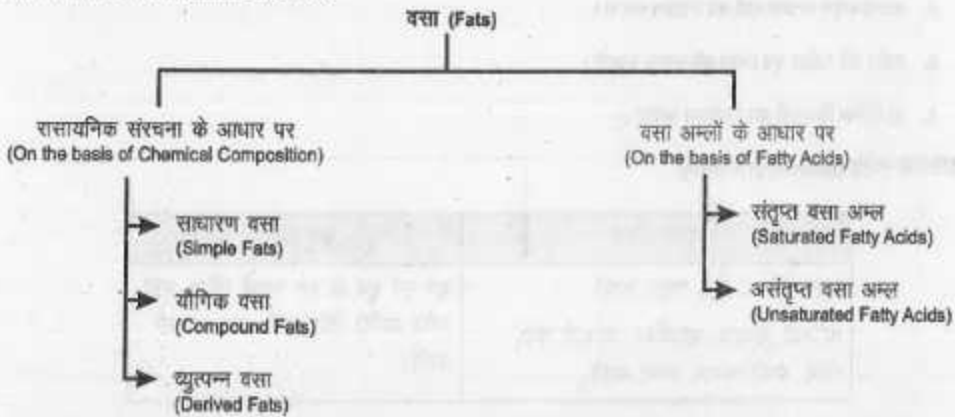 वसा (Fats)
रासायनिक संरचना के आधार पर
(On the basis of Chemical Composition)
साधारण वसा
(Simple Fats)
यौगिक वसा
(Compound Fats)
व्युत्पन्न वसा
(Derived Fats)
वसा अम्लों के आधार पर
(On the basis of Fatty Acids)
संतृप्त वसा अम्ल
(Saturated Fatty Acids)
असंतृप्त वसा अम्ल
(Unsaturated Fatty Acids)